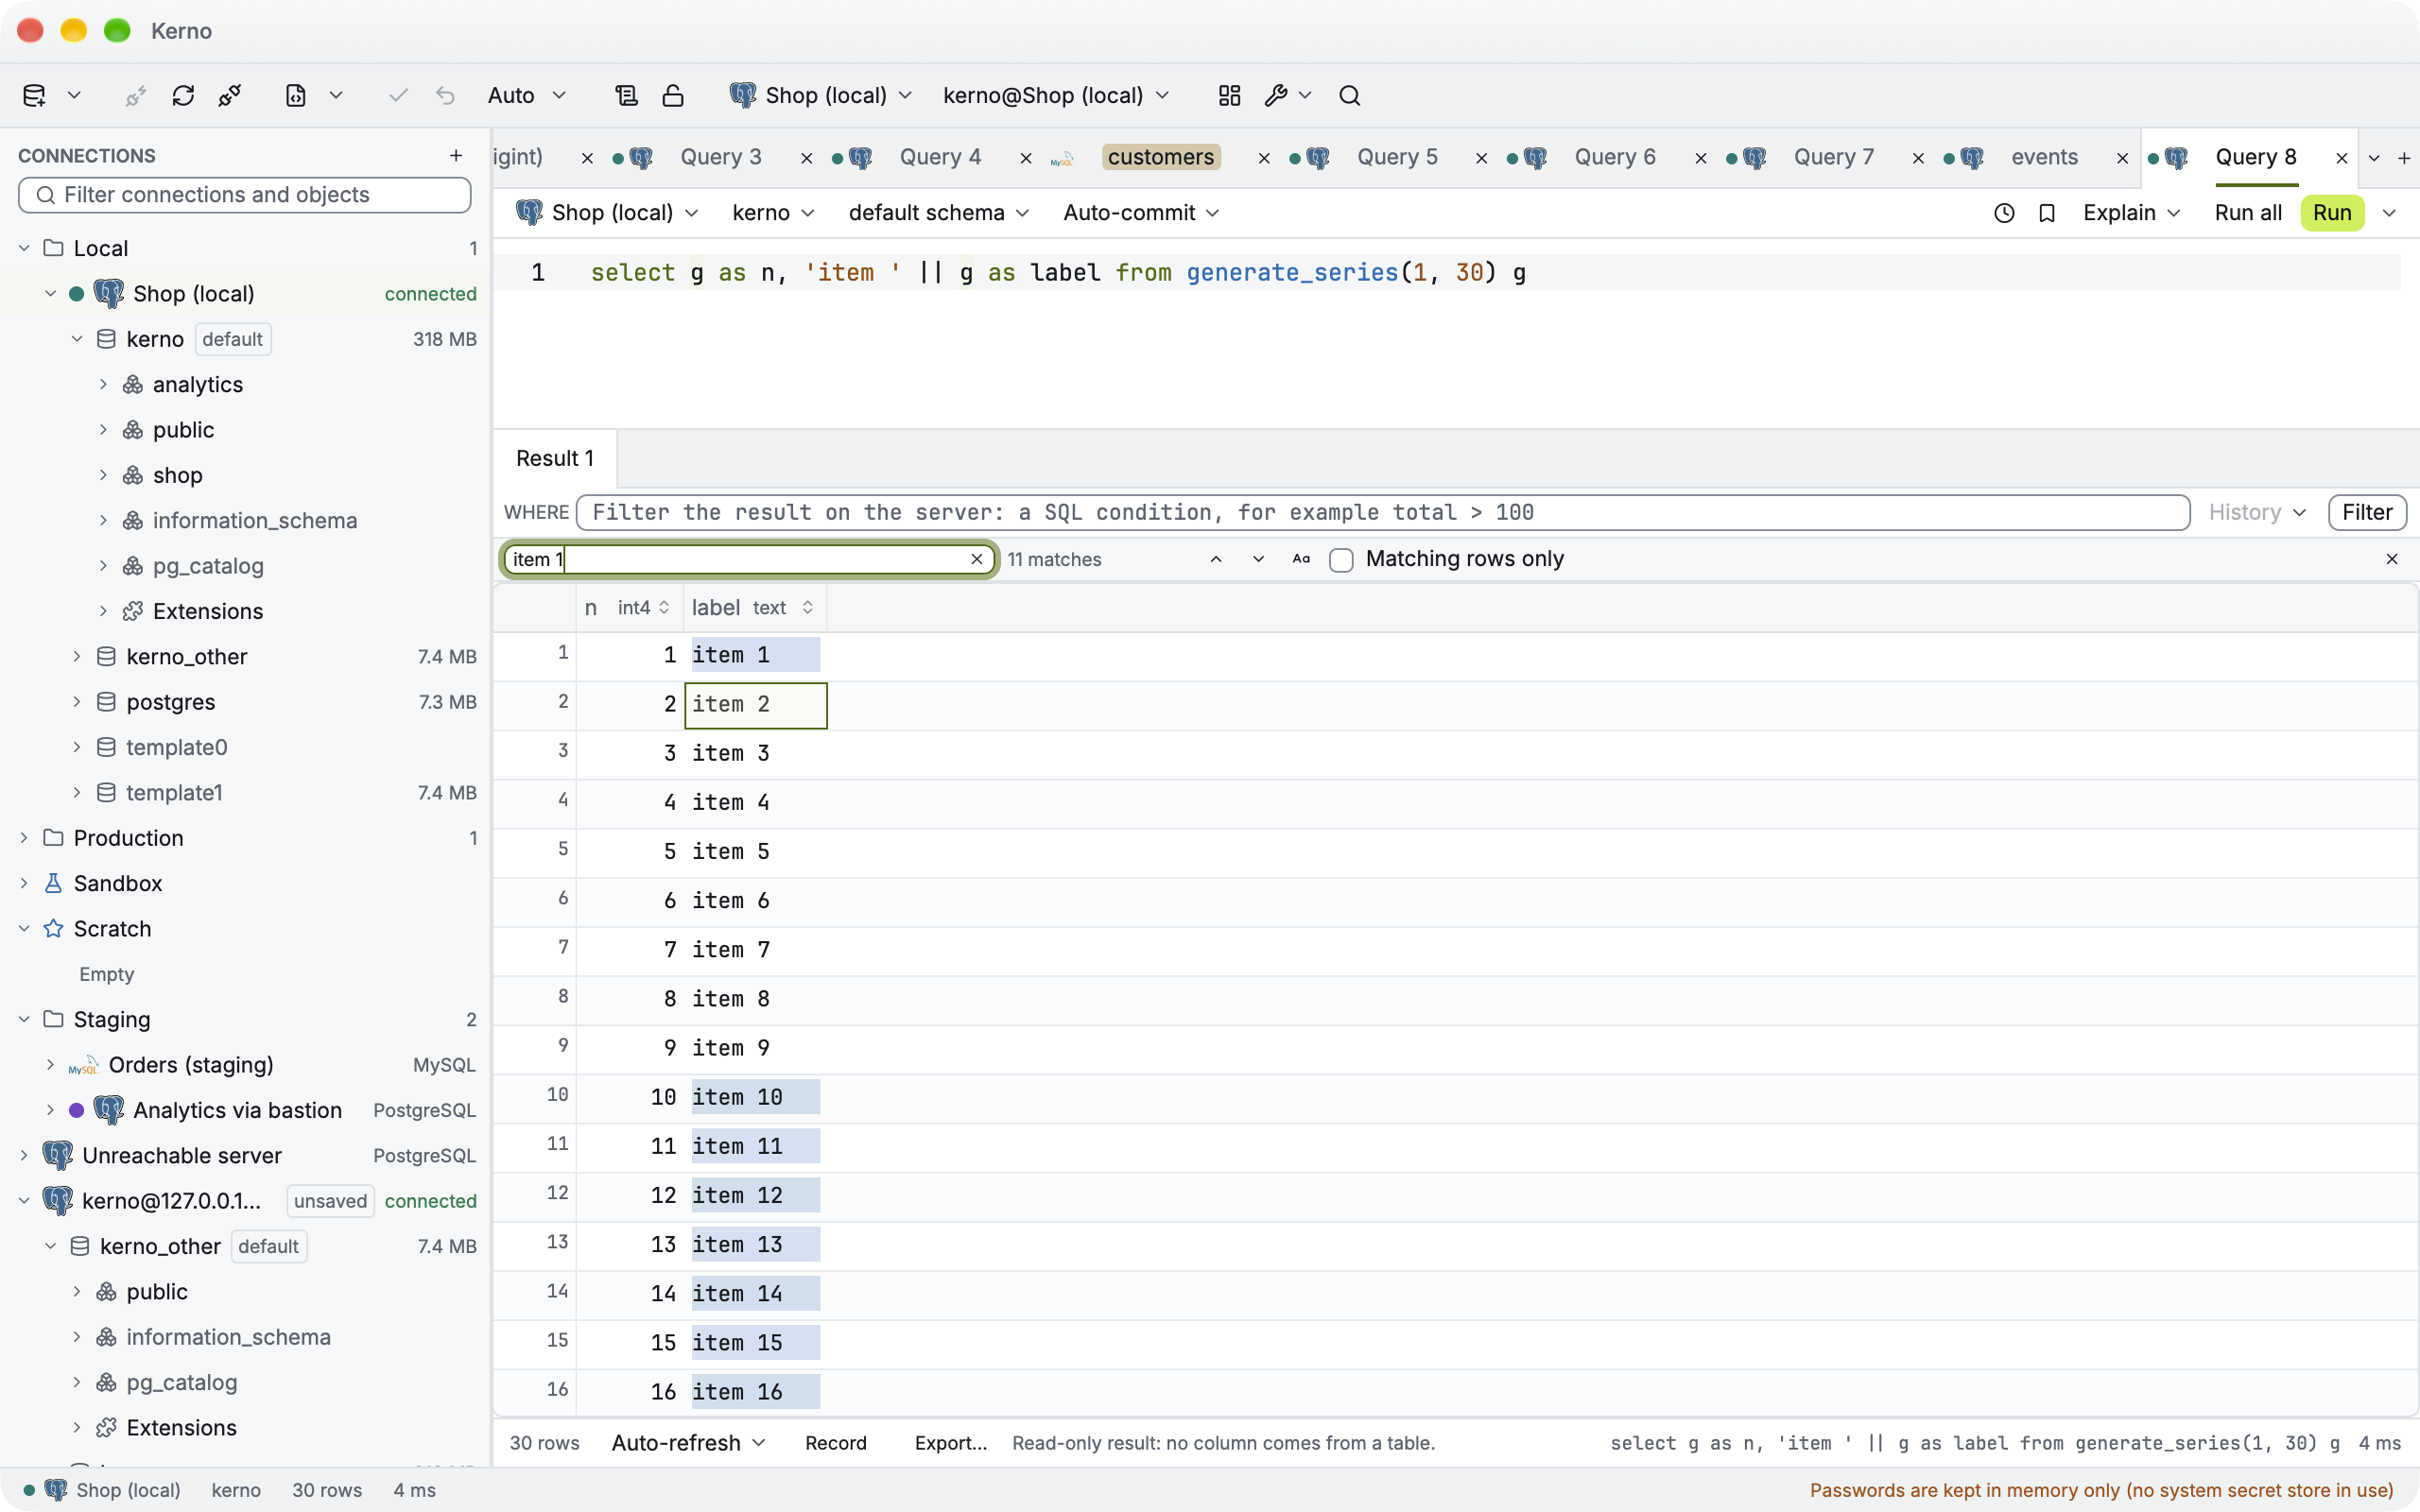 Kerno
Auto
Shop (local)
kerno@Shop (local)
CONNECTIONS
Filter connections and objects
Local 1
Shop (local) connected
kerno default 318 MB
analytics
public
shop
information_schema
pg_catalog
Extensions
kerno_other 7.4 MB
postgres 7.3 MB
template0
template1 7.4 MB
Production 1
Sandbox
Scratch
Empty
Staging 2
MySQL Orders (staging) MySQL
Analytics via bastion PostgreSQL
Unreachable server PostgreSQL
kerno@127.0.0.1... unsaved connected
kerno_other default 7.4 MB
public
information_schema
pg_catalog
Extensions
igint) Query 3 Query 4 MySQL customers Query 5 Query 6 Query 7 events Query 8
Shop (local) kerno default schema Auto-commit Explain Run all Run
1 select g as n, 'item ' || g as label from generate_series(1, 30) g
Result 1
WHERE Filter the result on the server: a SQL condition, for example total > 100 History Filter
item 1 11 matches Aa Matching rows only
n int4 label text
1 1 item 1
2 2 item 2
3 3 item 3
4 4 item 4
5 5 item 5
6 6 item 6
7 7 item 7
8 8 item 8
9 9 item 9
10 10 item 10
11 11 item 11
12 12 item 12
13 13 item 13
14 14 item 14
15 15 item 15
16 16 item 16
30 rows Auto-refresh Record Export... Read-only result: no column comes from a table. select g as n, 'item ' || g as label from generate_series(1, 30) g 4 ms
Shop (local) kerno 30 rows 4 ms Passwords are kept in memory only (no system secret store in use)